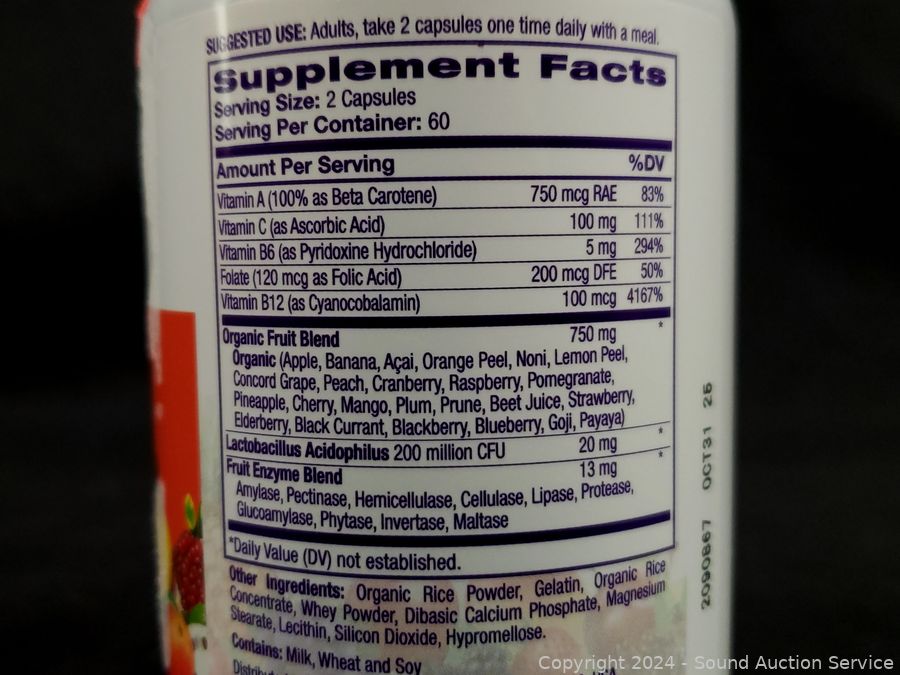 SUGGESTED USE: Adults, take 2 capsules one time daily with a meal.
Supplement Facts
Serving Size: 2 Capsules
Serving Per Container: 60
Amount Per Serving %DV
Vitamin A (100% as Beta Carotene) 750 mcg RAE 83%
Vitamin C (as Ascorbic Acid) 100 mg 111%
Vitamin B6 (as Pyridoxine Hydrochloride) 5 mg 294%
Folate (120 mcg as Folic Acid) 200 mcg DFE 50%
Vitamin B12 (as Cyanocobalamin) 100 mcg 4167%
Organic Fruit Blend 750 mg *
Organic (Apple, Banana, Açai, Orange Peel, Noni, Lemon Peel,
Concord Grape, Peach, Cranberry, Raspberry, Pomegranate,
Pineapple, Cherry, Mango, Plum, Prune, Beet Juice, Strawberry,
Elderberry, Black Currant, Blackberry, Blueberry, Goji, Payaya)
Lactobacillus Acidophilus 200 million CFU 20 mg *
Fruit Enzyme Blend 13 mg *
Amylase, Pectinase, Hemicellulase, Cellulase, Lipase, Protease,
Glucoamylase, Phytase, Invertase, Maltase
*Daily Value (DV) not established.
Other Ingredients: Organic Rice Powder, Gelatin, Organic Rice
Concentrate, Whey Powder, Dibasic Calcium Phosphate, Magnesium
Stearate, Lecithin, Silicon Dioxide, Hypromellose.
Contains: Milk, Wheat and Soy
2090867 OCT31 26
Copyright 2024 - Sound Auction Service